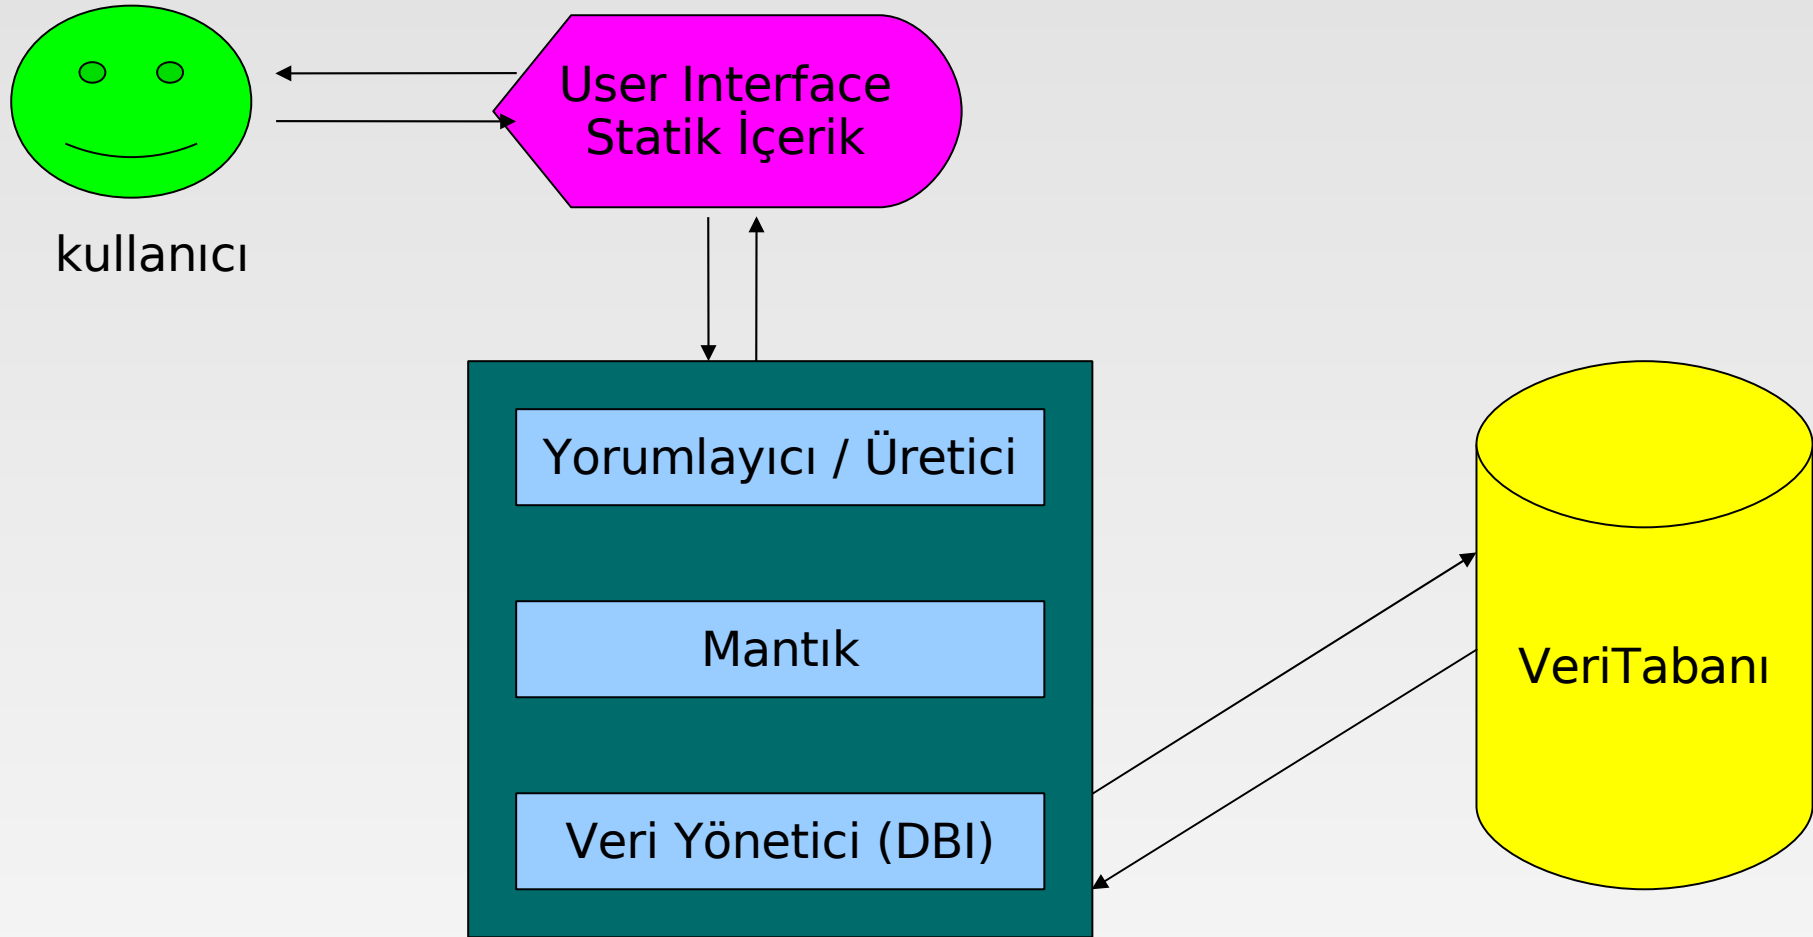 User Interface
Statik İçerik
kullanıcı
Yorumlayıcı / Üretici
Mantık
VeriTabanı
Veri Yönetici (DBI)